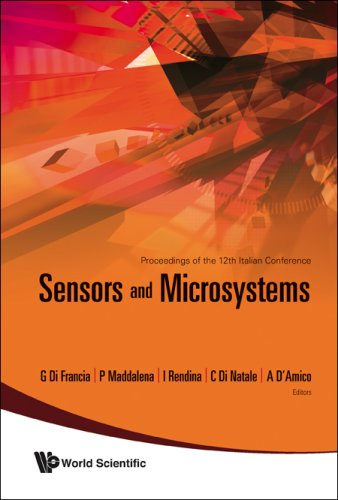 Proceedings of the 12th Italian Conference
Sensors and Microsystems
G Di Francia | P Maddalena | I Rendina | C Di Natale | A D'Amico
Editors
World Scientific